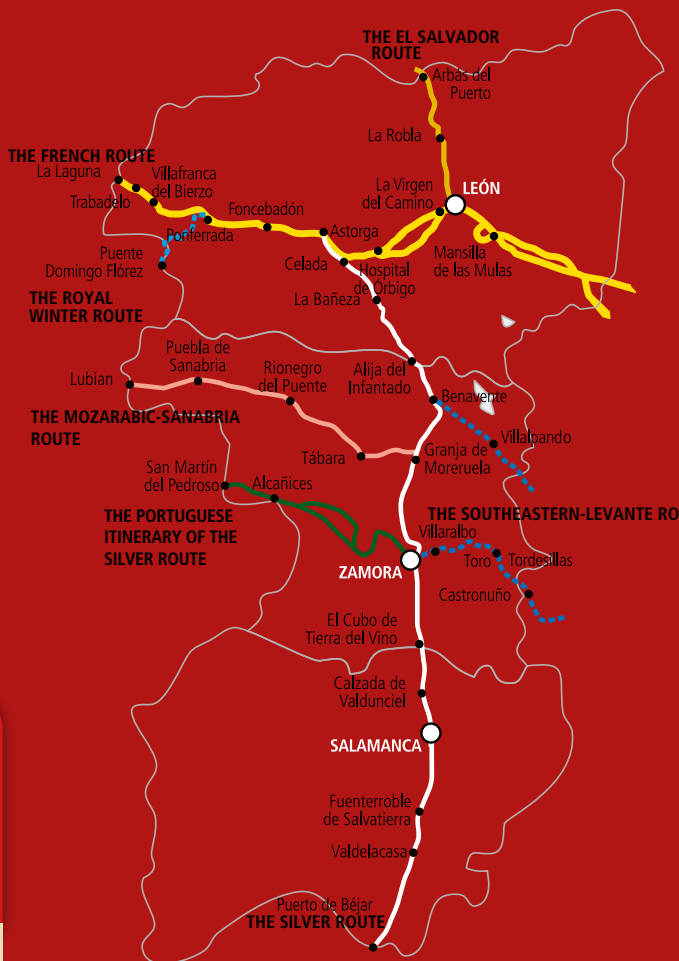 THE EL SALVADOR
ROUTE
Arbás del
Puerto
La Robla
THE FRENCH ROUTE
La Laguna
Villafranca
del Bierzo
Trabadelo
La Virgen
del Camino
LEÓN
Foncebadón
Ponferrada
Astorga
Puente
Domingo Flórez
Celada
Hospital
de Órbigo
Mansilla
de las Mulas
La Bañeza
THE ROYAL
WINTER ROUTE
Puebla de
Sanabria
Lubian
Rionegro
del Puente
Alija del
Infantado
Benavente
THE MOZARABIC-SANABRIA
ROUTE
Villalpando
Tábara
Granja de
Moreruela
San Martín
del Pedroso
Alcañices
THE PORTUGUESE
ITINERARY OF THE
SILVER ROUTE
THE SOUTHEASTERN-LEVANTE RO
Villaralbo
Toro
Tordesillas
ZAMORA
Castronuño
El Cubo de
Tierra del Vino
Calzada de
Valdunciel
SALAMANCA
Fuenterroble
de Salvatierra
Valdelacasa
Puerto de Béjar
THE SILVER ROUTE